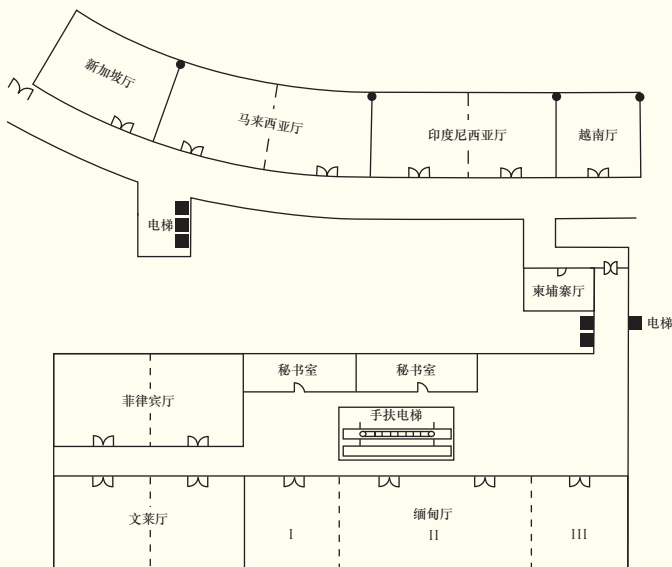 新加坡厅
马来西亚厅
印度尼西亚厅
越南厅
电梯
柬埔寨厅
电梯
秘书室
秘书室
菲律宾厅
手扶电梯
文莱厅
缅甸厅
I
II
III